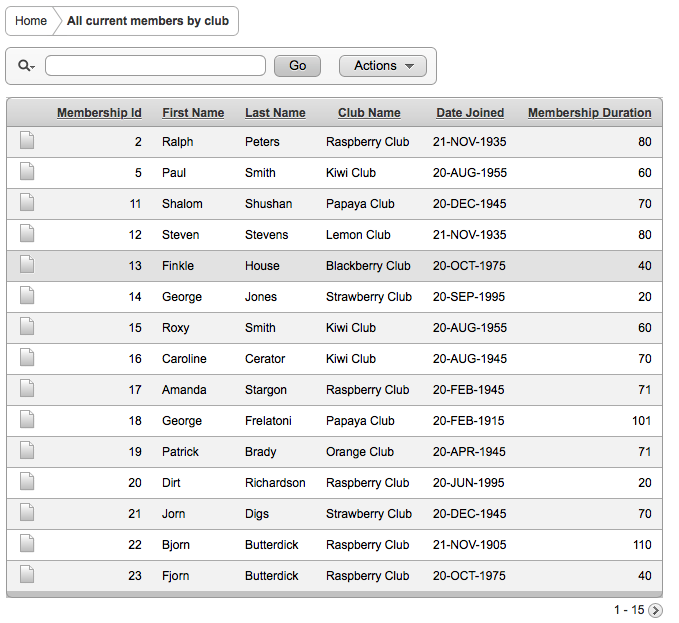 Home All current members by club
Go Actions
Membership Id First Name Last Name Club Name Date Joined Membership Duration
2 Ralph Peters Raspberry Club 21-NOV-1935 80
5 Paul Smith Kiwi Club 20-AUG-1955 60
11 Shalom Shushan Papaya Club 20-DEC-1945 70
12 Steven Stevens Lemon Club 21-NOV-1935 80
13 Finkle House Blackberry Club 20-OCT-1975 40
14 George Jones Strawberry Club 20-SEP-1995 20
15 Roxy Smith Kiwi Club 20-AUG-1955 60
16 Caroline Cerator Kiwi Club 20-AUG-1945 70
17 Amanda Stargon Raspberry Club 20-FEB-1945 71
18 George Frelatoni Papaya Club 20-FEB-1915 101
19 Patrick Brady Orange Club 20-APR-1945 71
20 Dirt Richardson Raspberry Club 20-JUN-1995 20
21 Jorn Digs Strawberry Club 20-DEC-1945 70
22 Bjorn Butterdick Raspberry Club 21-NOV-1905 110
23 Fjorn Butterdick Raspberry Club 20-OCT-1975 40
1 - 15